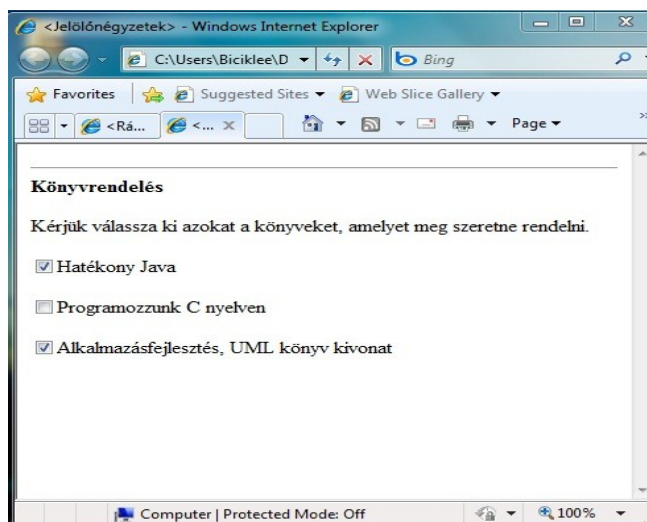 <Jelölőnégyzetek> - Windows Internet Explorer
C:\Users\Biciklee\D
Bing
Favorites Suggested Sites Web Slice Gallery
<Rá... <... x Page
»
Könyvrendelés
Kérjük válassza ki azokat a könyveket, amelyet meg szeretne rendelni.
Hatékony Java
Programozzunk C nyelven
Alkalmazásfejlesztés, UML könyv kivonat
Computer | Protected Mode: Off 100%